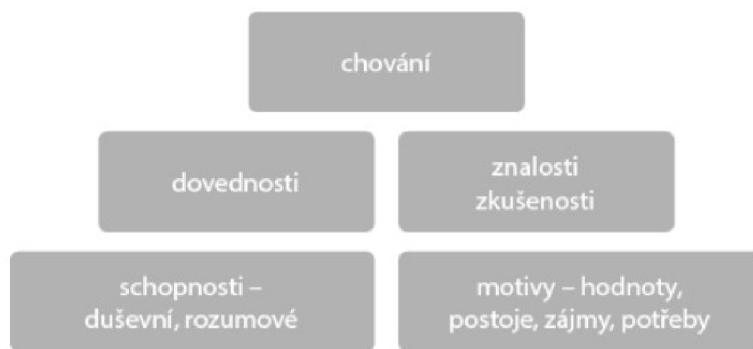 chování
dovednosti
znalosti
zkušenosti
schopnosti –
duševní, rozumové
motivy – hodnoty,
postoje, zájmy, potřeby